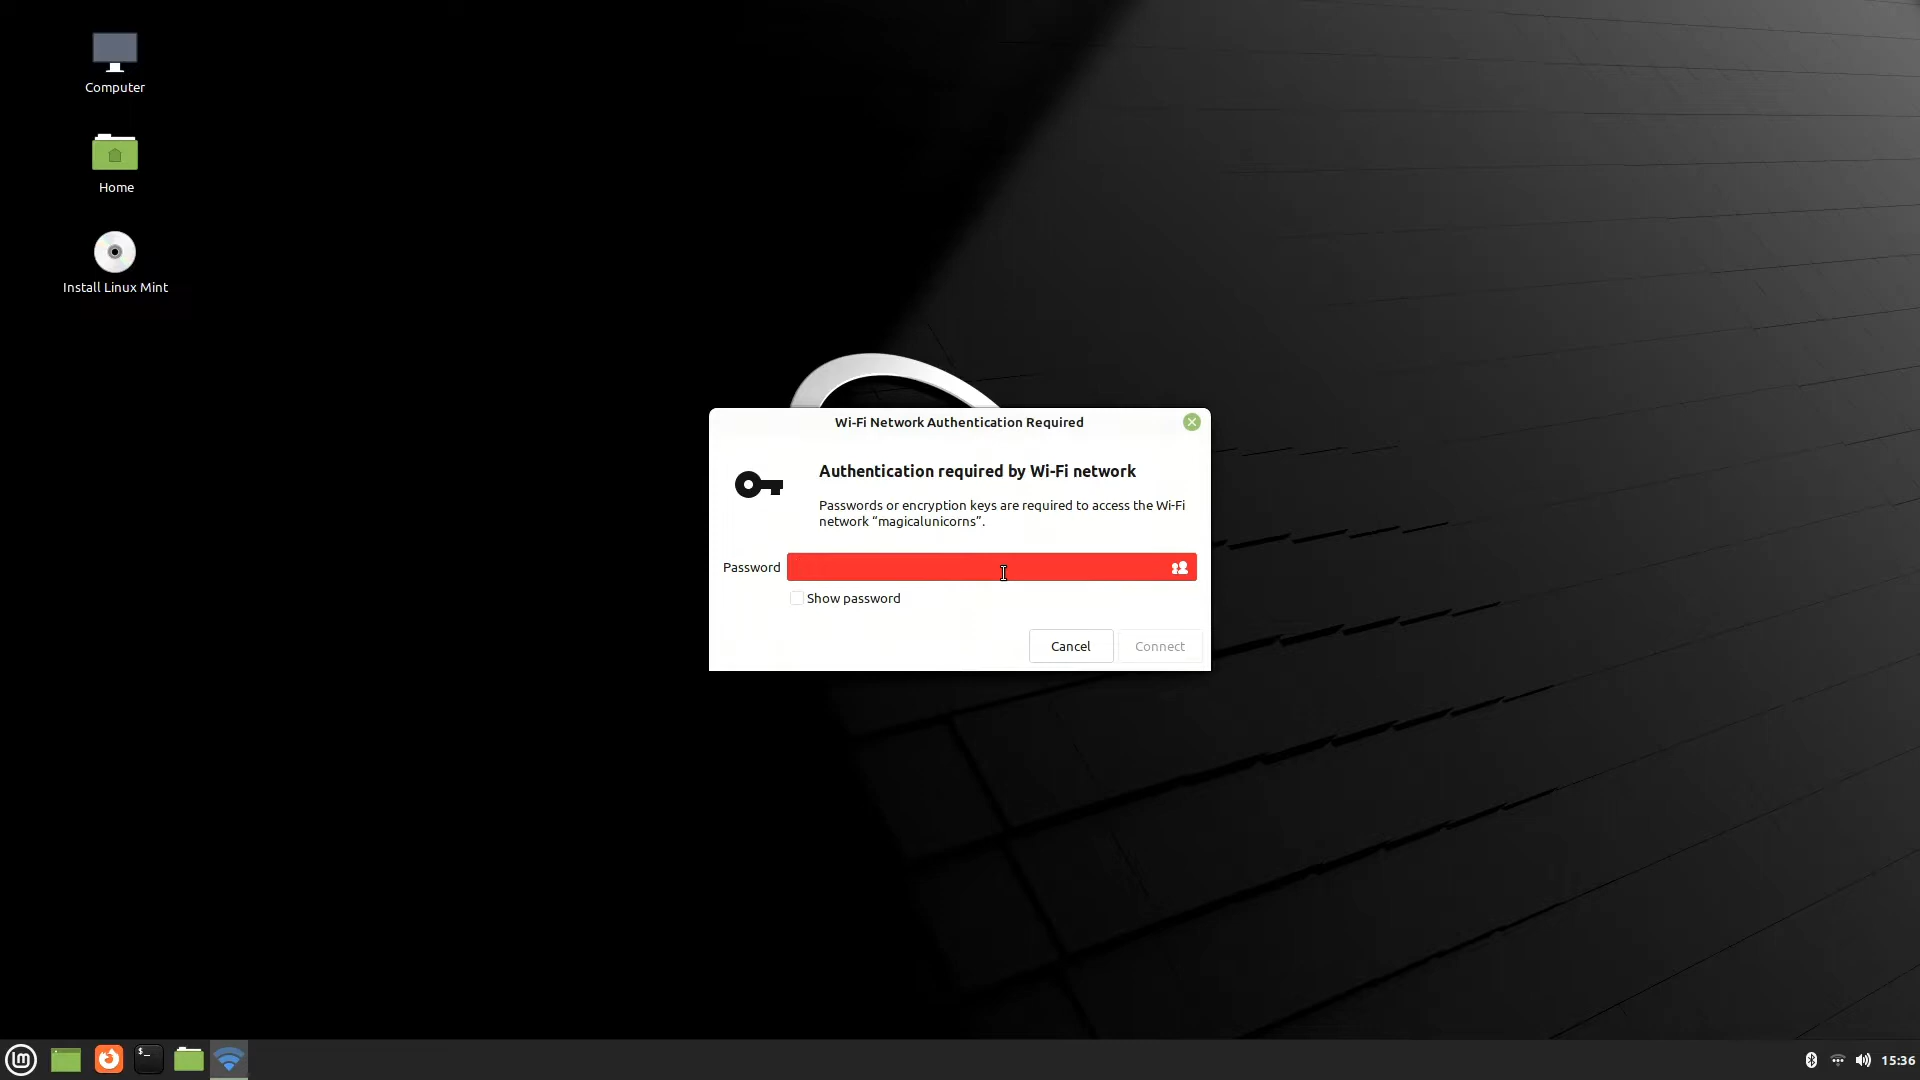 Computer
Home
Install Linux Mint
Wi-Fi Network Authentication Required
Authentication required by Wi-Fi network
Passwords or encryption keys are required to access the Wi-Fi
network “magicalunicorns”.
Password
Show password
Cancel
Connect
lm
$_
15:36